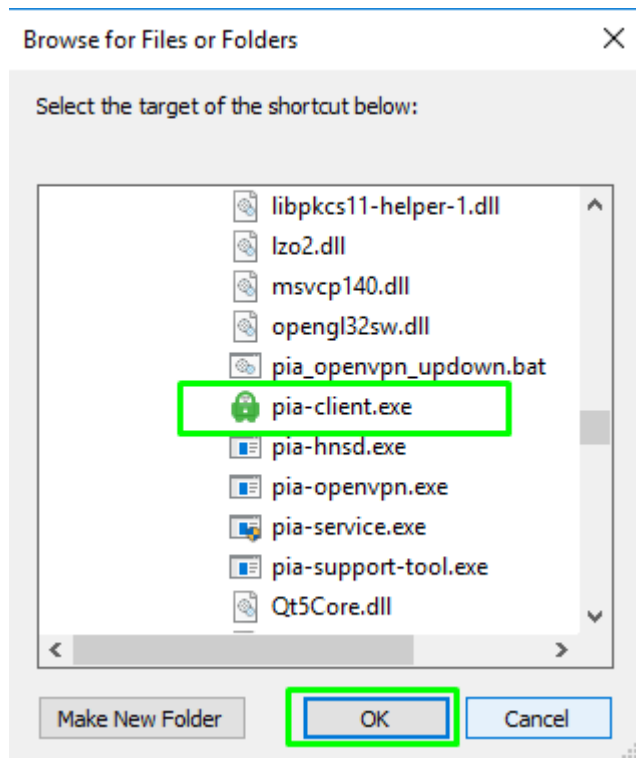 Browse for Files or Folders
Select the target of the shortcut below:
libpkcs11-helper-1.dll
lzo2.dll
msvcp140.dll
opengl32sw.dll
pia_openvpn_updown.bat
pia-client.exe
pia-hnsd.exe
pia-openvpn.exe
pia-service.exe
pia-support-tool.exe
Qt5Core.dll
Make New Folder OK Cancel